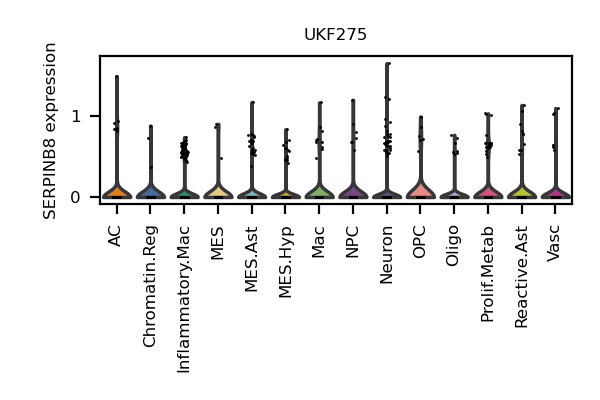 UKF275
SERPINB8 expression
1
0
AC
Chromatin.Reg
Inflammatory.Mac
MES
MES.Ast
MES.Hyp
Mac
NPC
Neuron
OPC
Oligo
Prolif.Metab
Reactive.Ast
Vasc